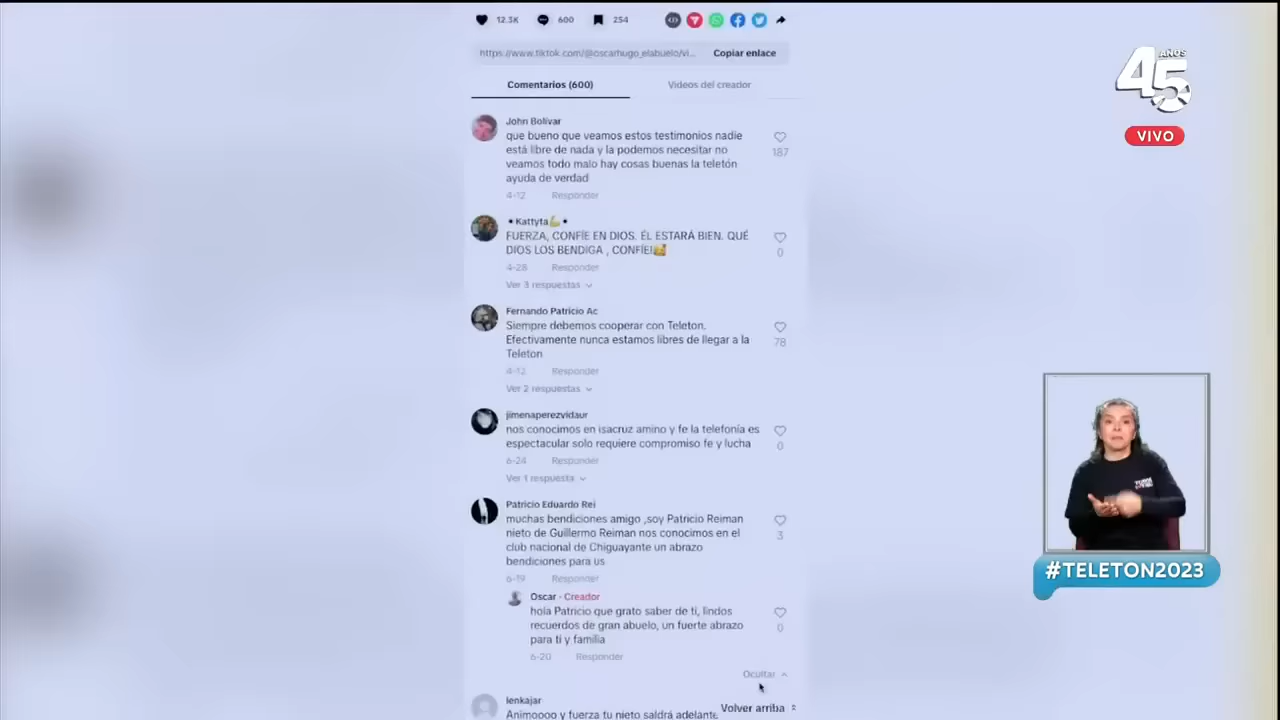 12.3K 600 254
https://www.tiktok.com/@oscarhugo_elabuelo/vi... Copiar enlace
Comentarios (600) Videos del creador
John Bolívar
que bueno que veamos estos testimonios nadie
está libre de nada y la podemos necesitar no
veamos todo malo hay cosas buenas la teletón
ayuda de verdad
187
4-12 Responder
★Kattyta💪★
FUERZA, CONFÍE EN DIOS. ÉL ESTARÁ BIEN. QUÉ
DIOS LOS BENDIGA , CONFÍE!🥰
0
4-28 Responder
Ver 3 respuestas
Fernando Patricio Ac
Siempre debemos cooperar con Teleton.
Efectivamente nunca estamos libres de llegar a la
Teleton
78
4-12 Responder
Ver 2 respuestas
jimenaperezvidaur
nos conocimos en isacruz amino y fe la telefonía es
espectacular solo requiere compromiso fe y lucha
0
6-24 Responder
Ver 1 respuesta
Patricio Eduardo Rei
muchas bendiciones amigo ,soy Patricio Reiman
nieto de Guillermo Reiman nos conocimos en el
club nacional de Chiguayante un abrazo
bendiciones para us
3
6-19 Responder
Oscar · Creador
hola Patricio que grato saber de ti, lindos
recuerdos de gran abuelo, un fuerte abrazo
para ti y familia
0
6-20 Responder
Ocultar
lenkajar
Animoooo y fuerza tu nieto saldrá adelante
Volver arriba
45 AÑOS
VIVO
#TELETON2023